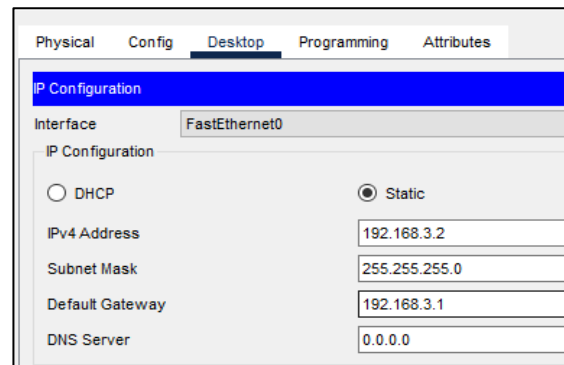 Physical Config Desktop Programming Attributes
IP Configuration
Interface FastEthernet0
IP Configuration
DHCP Static
IPv4 Address 192.168.3.2
Subnet Mask 255.255.255.0
Default Gateway 192.168.3.1
DNS Server 0.0.0.0